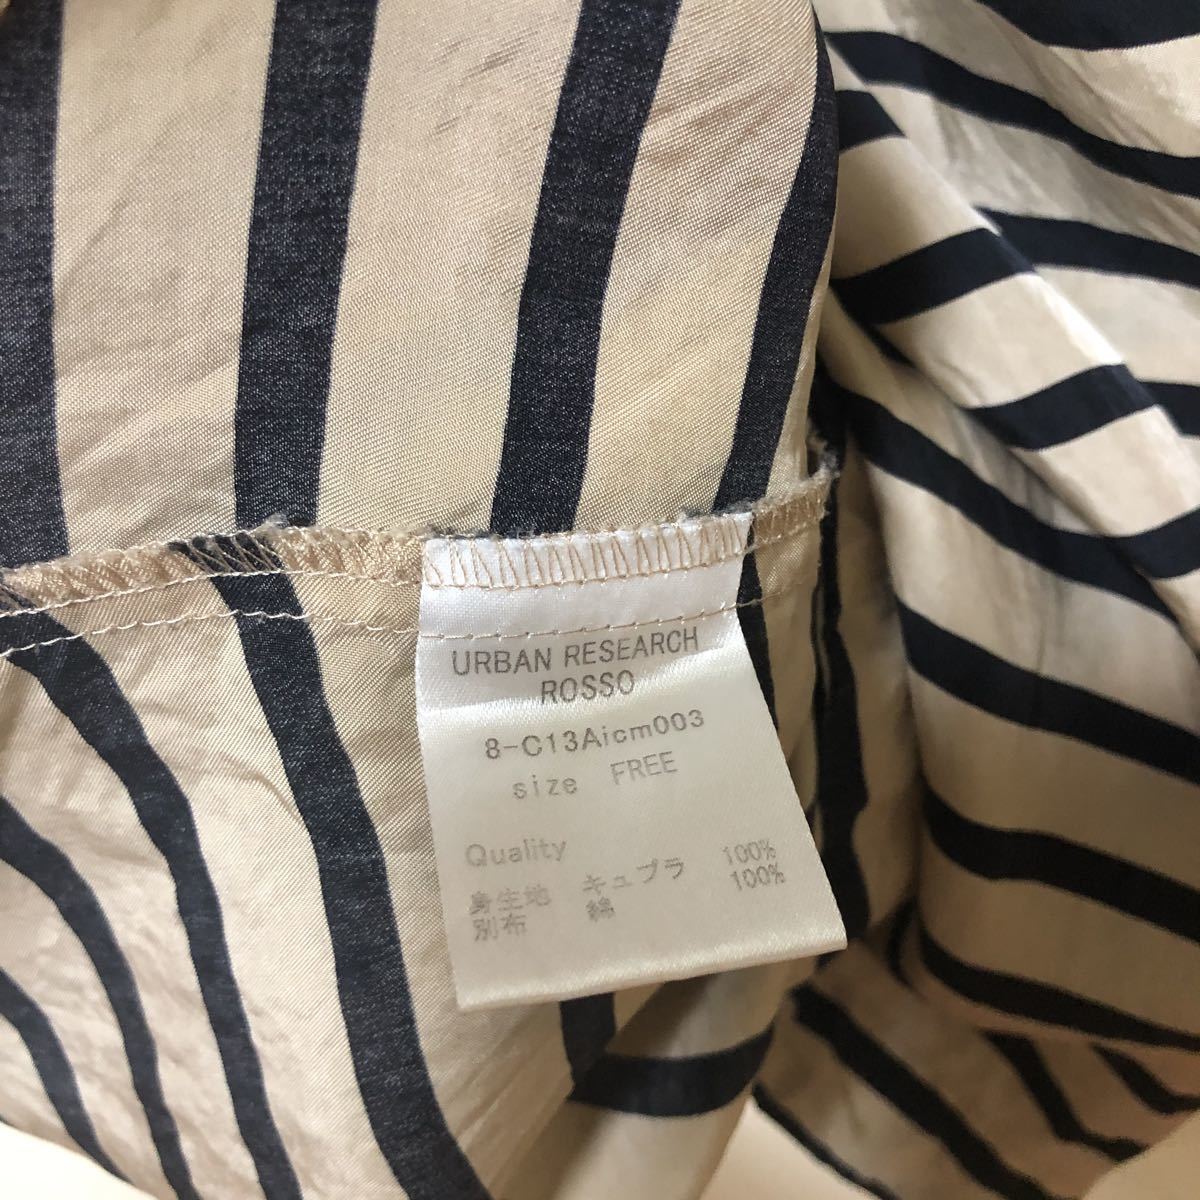 URBAN RESEARCH
ROSSO
8-C13Aicm003
size FREE
Quality
身生地 キュプラ 100%
別布 綿 100%